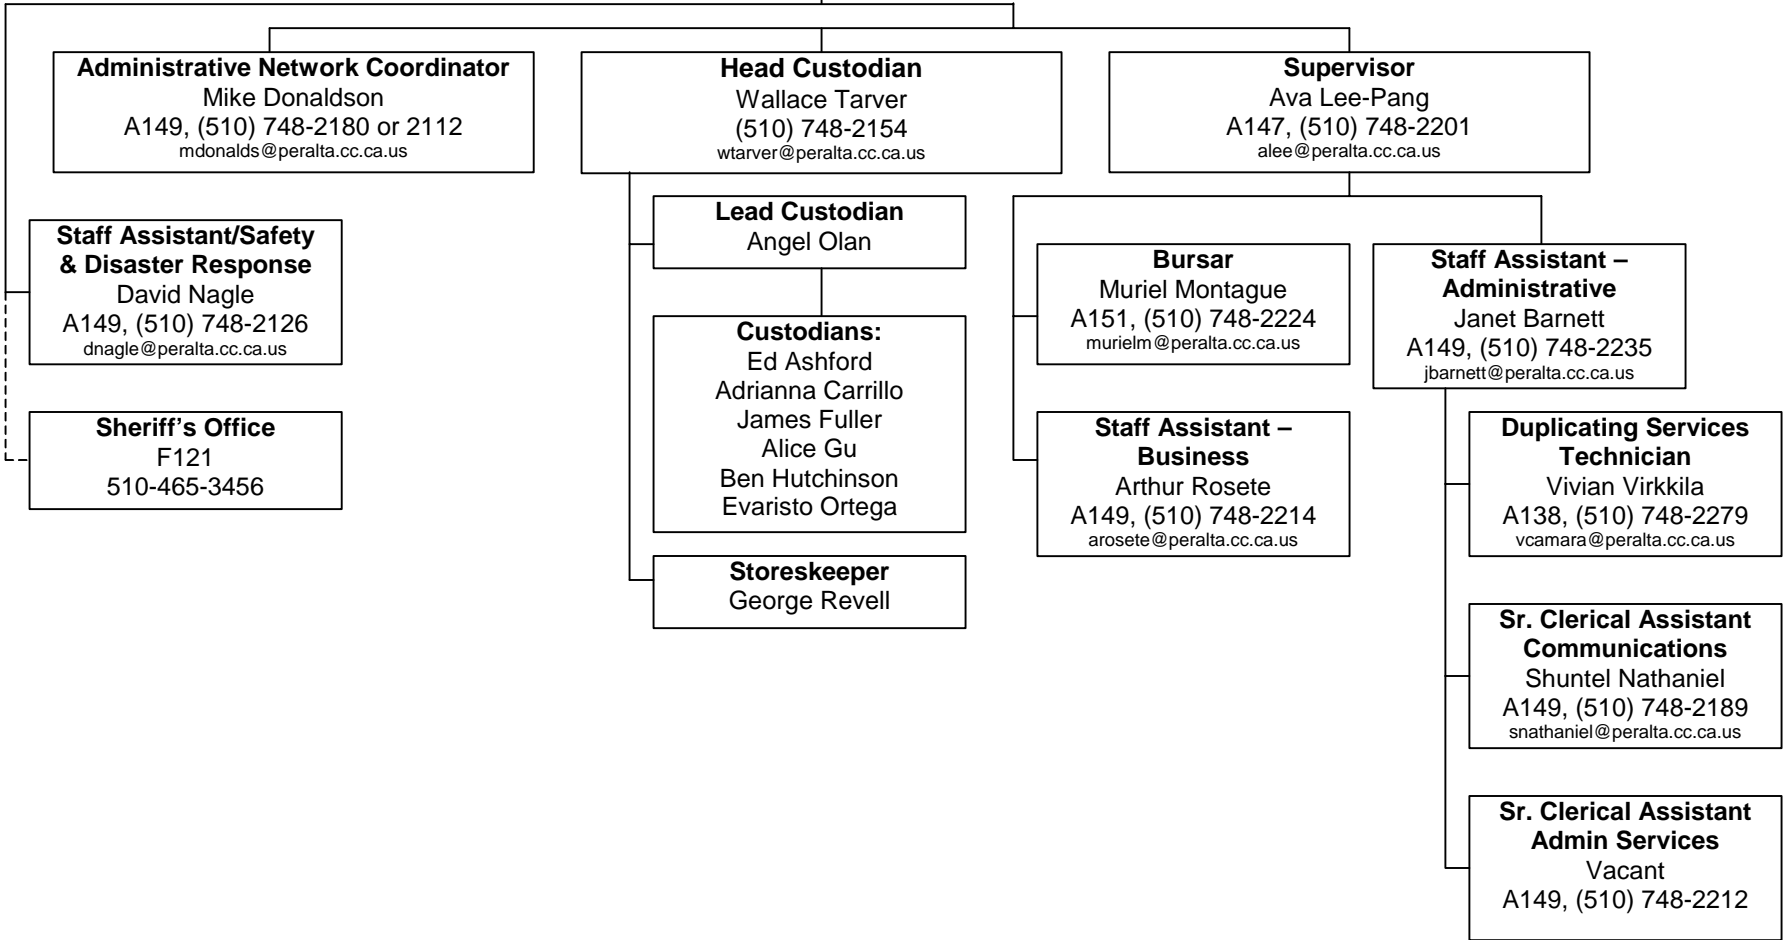 Administrative Network Coordinator
Mike Donaldson
A149, (510) 748-2180 or 2112
mdonalds@peralta.cc.ca.us
Head Custodian
Wallace Tarver
(510) 748-2154
wtarver@peralta.cc.ca.us
Supervisor
Ava Lee-Pang
A147, (510) 748-2201
alee@peralta.cc.ca.us
Staff Assistant/Safety
& Disaster Response
David Nagle
A149, (510) 748-2126
dnagle@peralta.cc.ca.us
Sheriff’s Office
F121
510-465-3456
Lead Custodian
Angel Olan
Custodians:
Ed Ashford
Adrianna Carrillo
James Fuller
Alice Gu
Ben Hutchinson
Evaristo Ortega
Storeskeeper
George Revell
Bursar
Muriel Montague
A151, (510) 748-2224
murielm@peralta.cc.ca.us
Staff Assistant –
Business
Arthur Rosete
A149, (510) 748-2214
arosete@peralta.cc.ca.us
Staff Assistant –
Administrative
Janet Barnett
A149, (510) 748-2235
jbarnett@peralta.cc.ca.us
Duplicating Services
Technician
Vivian Virkkila
A138, (510) 748-2279
vcamara@peralta.cc.ca.us
Sr. Clerical Assistant
Communications
Shuntel Nathaniel
A149, (510) 748-2189
snathaniel@peralta.cc.ca.us
Sr. Clerical Assistant
Admin Services
Vacant
A149, (510) 748-2212